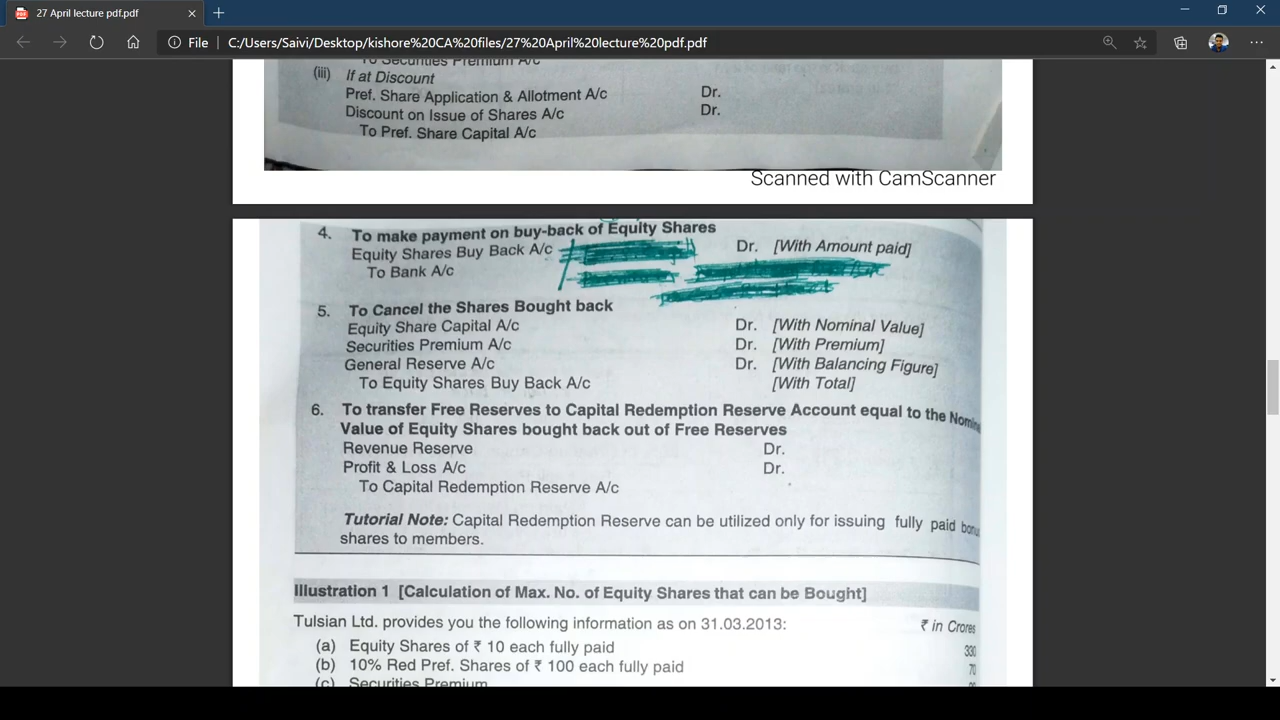 27 April lecture pdf.pdf
File C:/Users/Saivi/Desktop/kishore%20CA%20files/27%20April%20lecture%20pdf.pdf
To Securities Premium A/c
(iii) If at Discount
Pref. Share Application & Allotment A/c Dr.
Discount on Issue of Shares A/c Dr.
To Pref. Share Capital A/c
Scanned with CamScanner
4. To make payment on buy-back of Equity Shares
Equity Shares Buy Back A/c Dr. [With Amount paid]
To Bank A/c
5. To Cancel the Shares Bought back
Equity Share Capital A/c Dr. [With Nominal Value]
Securities Premium A/c Dr. [With Premium]
General Reserve A/c Dr. [With Balancing Figure]
To Equity Shares Buy Back A/c [With Total]
6. To transfer Free Reserves to Capital Redemption Reserve Account equal to the
Value of Equity Shares bought back out of Free Reserves
Revenue Reserve Dr.
Profit & Loss A/c Dr.
To Capital Redemption Reserve A/c
Tutorial Note: Capital Redemption Reserve can be utilized only for issuing fully paid
shares to members.
Illustration 1 [Calculation of Max. No. of Equity Shares that can be Bought]
Tulsian Ltd. provides you the following information as on 31.03.2013: ₹ in Crores
(a) Equity Shares of ₹ 10 each fully paid 330
(b) 10% Red Pref. Shares of ₹ 100 each fully paid 70
(c) Securities Premium